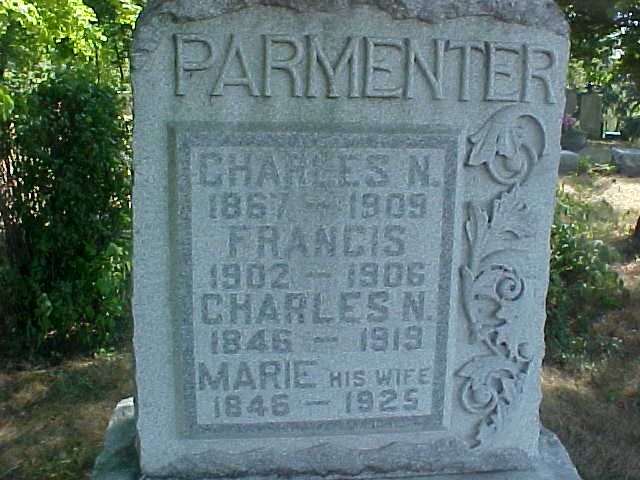 PARMENTER
CHARLES N.
1867 – 1909
FRANCIS
1902 – 1906
CHARLES N.
1846 – 1919
MARIE HIS WIFE
1846 – 1925